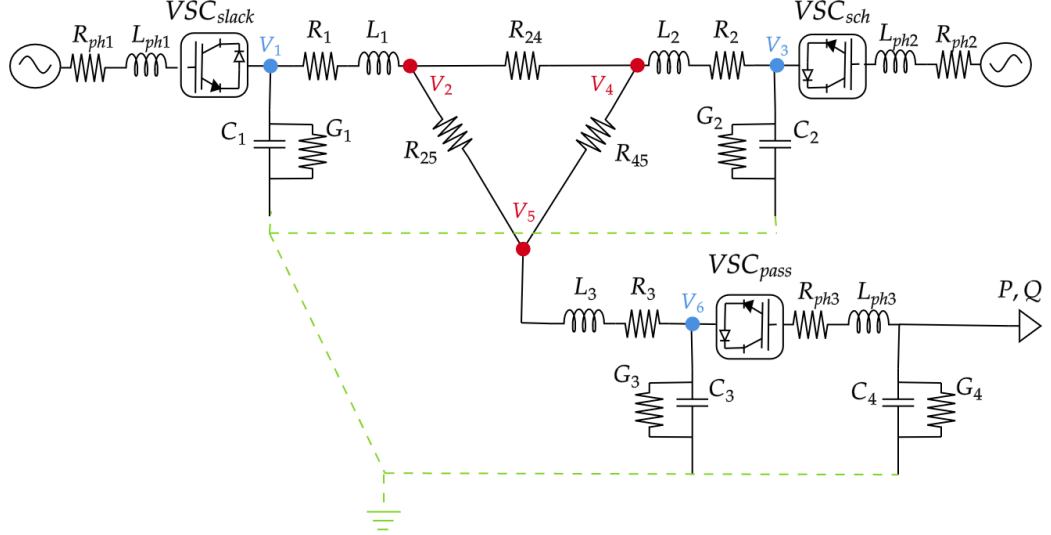 VSC_slack
VSC_sch
R_ph1
L_ph1
V_1
R_1
L_1
R_24
L_2
R_2
V_3
L_ph2
R_ph2
V_2
V_4
C_1
G_1
R_25
R_45
G_2
C_2
V_5
VSC_pass
L_3
R_3
V_6
R_ph3
L_ph3
P, Q
G_3
C_3
C_4
G_4